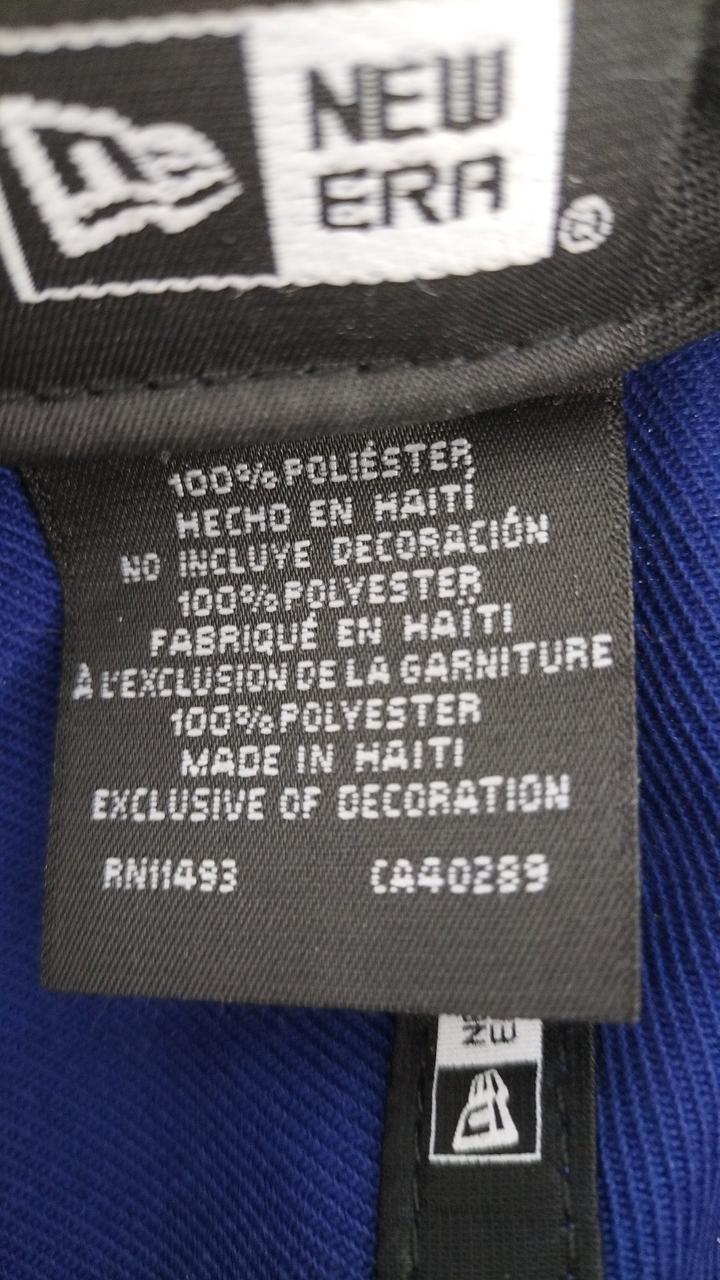 NEW
ERA®
100% POLIÉSTER
HECHO EN HAITÍ
NO INCLUYE DECORACIÓN
100% POLYESTER
FABRIQUÉ EN HAÏTI
À L'EXCLUSION DE LA GARNITURE
100% POLYESTER
MADE IN HAITI
EXCLUSIVE OF DECORATION
RN11493 CA40289